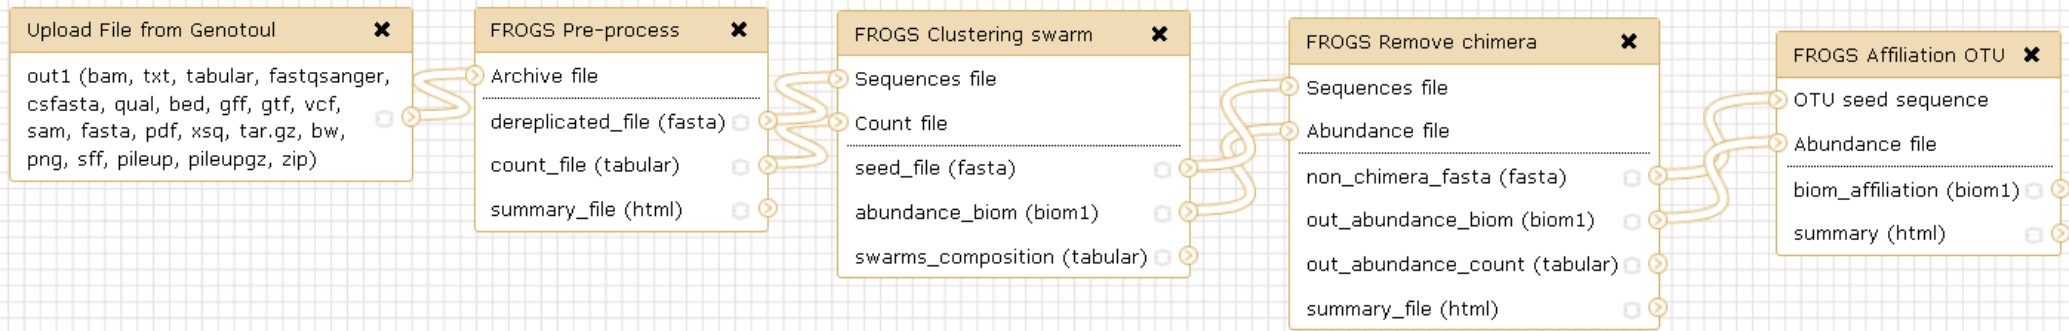 Upload File from Genotoul
out1 (bam, txt, tabular, fastqsanger,
csfasta, qual, bed, gff, gtf, vcf,
sam, fasta, pdf, xsq, tar.gz, bw,
png, sff, pileup, pileupgz, zip)
FROGS Pre-process
Archive file
dereplicated_file (fasta)
count_file (tabular)
summary_file (html)
FROGS Clustering swarm
Sequences file
Count file
seed_file (fasta)
abundance_biom (biom1)
swarms_composition (tabular)
FROGS Remove chimera
Sequences file
Abundance file
non_chimera_fasta (fasta)
out_abundance_biom (biom1)
out_abundance_count (tabular)
summary_file (html)
FROGS Affiliation OTU
OTU seed sequence
Abundance file
biom_affiliation (biom1)
summary (html)